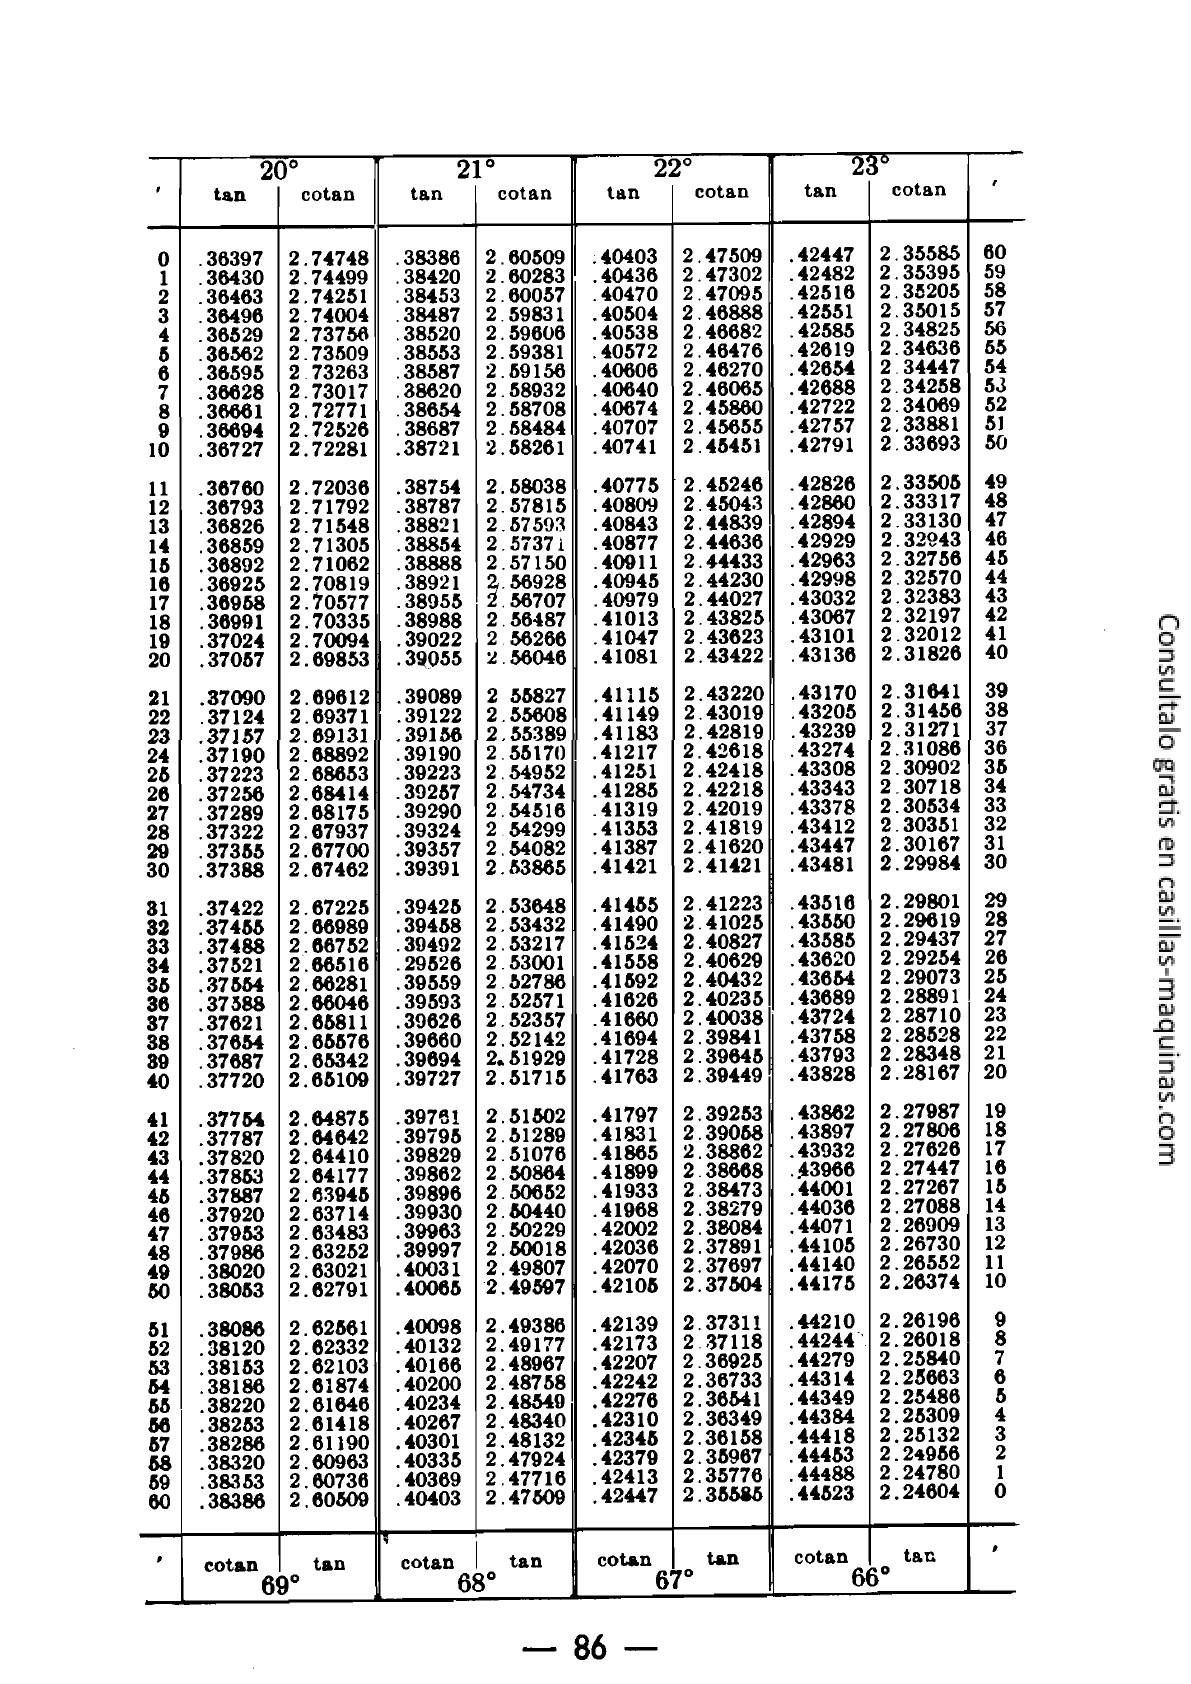 20° 21° 22° 23°
′ tan cotan tan cotan tan cotan tan cotan ′
0 .36397 2.74748 .38386 2.60509 .40403 2.47509 .42447 2.35585 60
1 .36430 2.74499 .38420 2.60283 .40436 2.47302 .42482 2.35395 59
2 .36463 2.74251 .38453 2.60057 .40470 2.47095 .42516 2.35205 58
3 .36496 2.74004 .38487 2.59831 .40504 2.46888 .42551 2.35015 57
4 .36529 2.73756 .38520 2.59606 .40538 2.46682 .42585 2.34825 56
5 .36562 2.73509 .38553 2.59381 .40572 2.46476 .42619 2.34636 55
6 .36595 2.73263 .38587 2.59156 .40606 2.46270 .42654 2.34447 54
7 .36628 2.73017 .38620 2.58932 .40640 2.46065 .42688 2.34258 53
8 .36661 2.72771 .38654 2.58708 .40674 2.45860 .42722 2.34069 52
9 .36694 2.72526 .38687 2.58484 .40707 2.45655 .42757 2.33881 51
10 .36727 2.72281 .38721 2.58261 .40741 2.45451 .42791 2.33693 50
11 .36760 2.72036 .38754 2.58038 .40775 2.45246 .42826 2.33505 49
12 .36793 2.71792 .38787 2.57815 .40809 2.45043 .42860 2.33317 48
13 .36826 2.71548 .38821 2.57593 .40843 2.44839 .42894 2.33130 47
14 .36859 2.71305 .38854 2.57371 .40877 2.44636 .42929 2.32943 46
15 .36892 2.71062 .38888 2.57150 .40911 2.44433 .42963 2.32756 45
16 .36925 2.70819 .38921 2.56928 .40945 2.44230 .42998 2.32570 44
17 .36958 2.70577 .38955 2.56707 .40979 2.44027 .43032 2.32383 43
18 .36991 2.70335 .38988 2.56487 .41013 2.43825 .43067 2.32197 42
19 .37024 2.70094 .39022 2.56266 .41047 2.43623 .43101 2.32012 41
20 .37057 2.69853 .39055 2.56046 .41081 2.43422 .43136 2.31826 40
21 .37090 2.69612 .39089 2.55827 .41115 2.43220 .43170 2.31641 39
22 .37124 2.69371 .39122 2.55608 .41149 2.43019 .43205 2.31456 38
23 .37157 2.69131 .39156 2.55389 .41183 2.42819 .43239 2.31271 37
24 .37190 2.68892 .39190 2.55170 .41217 2.42618 .43274 2.31086 36
25 .37223 2.68653 .39223 2.54952 .41251 2.42418 .43308 2.30902 35
26 .37256 2.68414 .39257 2.54734 .41285 2.42218 .43343 2.30718 34
27 .37289 2.68175 .39290 2.54516 .41319 2.42019 .43378 2.30534 33
28 .37322 2.67937 .39324 2.54299 .41353 2.41819 .43412 2.30351 32
29 .37355 2.67700 .39357 2.54082 .41387 2.41620 .43447 2.30167 31
30 .37388 2.67462 .39391 2.53865 .41421 2.41421 .43481 2.29984 30
31 .37422 2.67225 .39425 2.53648 .41455 2.41223 .43516 2.29801 29
32 .37455 2.66989 .39458 2.53432 .41490 2.41025 .43550 2.29619 28
33 .37488 2.66752 .39492 2.53217 .41524 2.40827 .43585 2.29437 27
34 .37521 2.66516 .29526 2.53001 .41558 2.40629 .43620 2.29254 26
35 .37554 2.66281 .39559 2.52786 .41592 2.40432 .43654 2.29073 25
36 .37588 2.66046 .39593 2.52571 .41626 2.40235 .43689 2.28891 24
37 .37621 2.65811 .39626 2.52357 .41660 2.40038 .43724 2.28710 23
38 .37654 2.65576 .39660 2.52142 .41694 2.39841 .43758 2.28528 22
39 .37687 2.65342 .39694 2.51929 .41728 2.39645 .43793 2.28348 21
40 .37720 2.65109 .39727 2.51715 .41763 2.39449 .43828 2.28167 20
41 .37754 2.64875 .39761 2.51502 .41797 2.39253 .43862 2.27987 19
42 .37787 2.64642 .39795 2.51289 .41831 2.39058 .43897 2.27806 18
43 .37820 2.64410 .39829 2.51076 .41865 2.38862 .43932 2.27626 17
44 .37853 2.64177 .39862 2.50864 .41899 2.38668 .43966 2.27447 16
45 .37887 2.63945 .39896 2.50652 .41933 2.38473 .44001 2.27267 15
46 .37920 2.63714 .39930 2.50440 .41968 2.38279 .44036 2.27088 14
47 .37953 2.63483 .39963 2.50229 .42002 2.38084 .44071 2.26909 13
48 .37986 2.63252 .39997 2.50018 .42036 2.37891 .44105 2.26730 12
49 .38020 2.63021 .40031 2.49807 .42070 2.37697 .44140 2.26552 11
50 .38053 2.62791 .40065 2.49597 .42105 2.37504 .44175 2.26374 10
51 .38086 2.62561 .40098 2.49386 .42139 2.37311 .44210 2.26196 9
52 .38120 2.62332 .40132 2.49177 .42173 2.37118 .44244 2.26018 8
53 .38153 2.62103 .40166 2.48967 .42207 2.36925 .44279 2.25840 7
54 .38186 2.61874 .40200 2.48758 .42242 2.36733 .44314 2.25663 6
55 .38220 2.61646 .40234 2.48549 .42276 2.36541 .44349 2.25486 5
56 .38253 2.61418 .40267 2.48340 .42310 2.36349 .44384 2.25309 4
57 .38286 2.61190 .40301 2.48132 .42345 2.36158 .44418 2.25132 3
58 .38320 2.60963 .40335 2.47924 .42379 2.35967 .44453 2.24956 2
59 .38353 2.60736 .40369 2.47716 .42413 2.35776 .44488 2.24780 1
60 .38386 2.60509 .40403 2.47509 .42447 2.35585 .44523 2.24604 0
′ cotan tan cotan tan cotan tan cotan tan ′
69° 68° 67° 66°
— 86 —
Consultalo gratis en casillas-maquinas.com